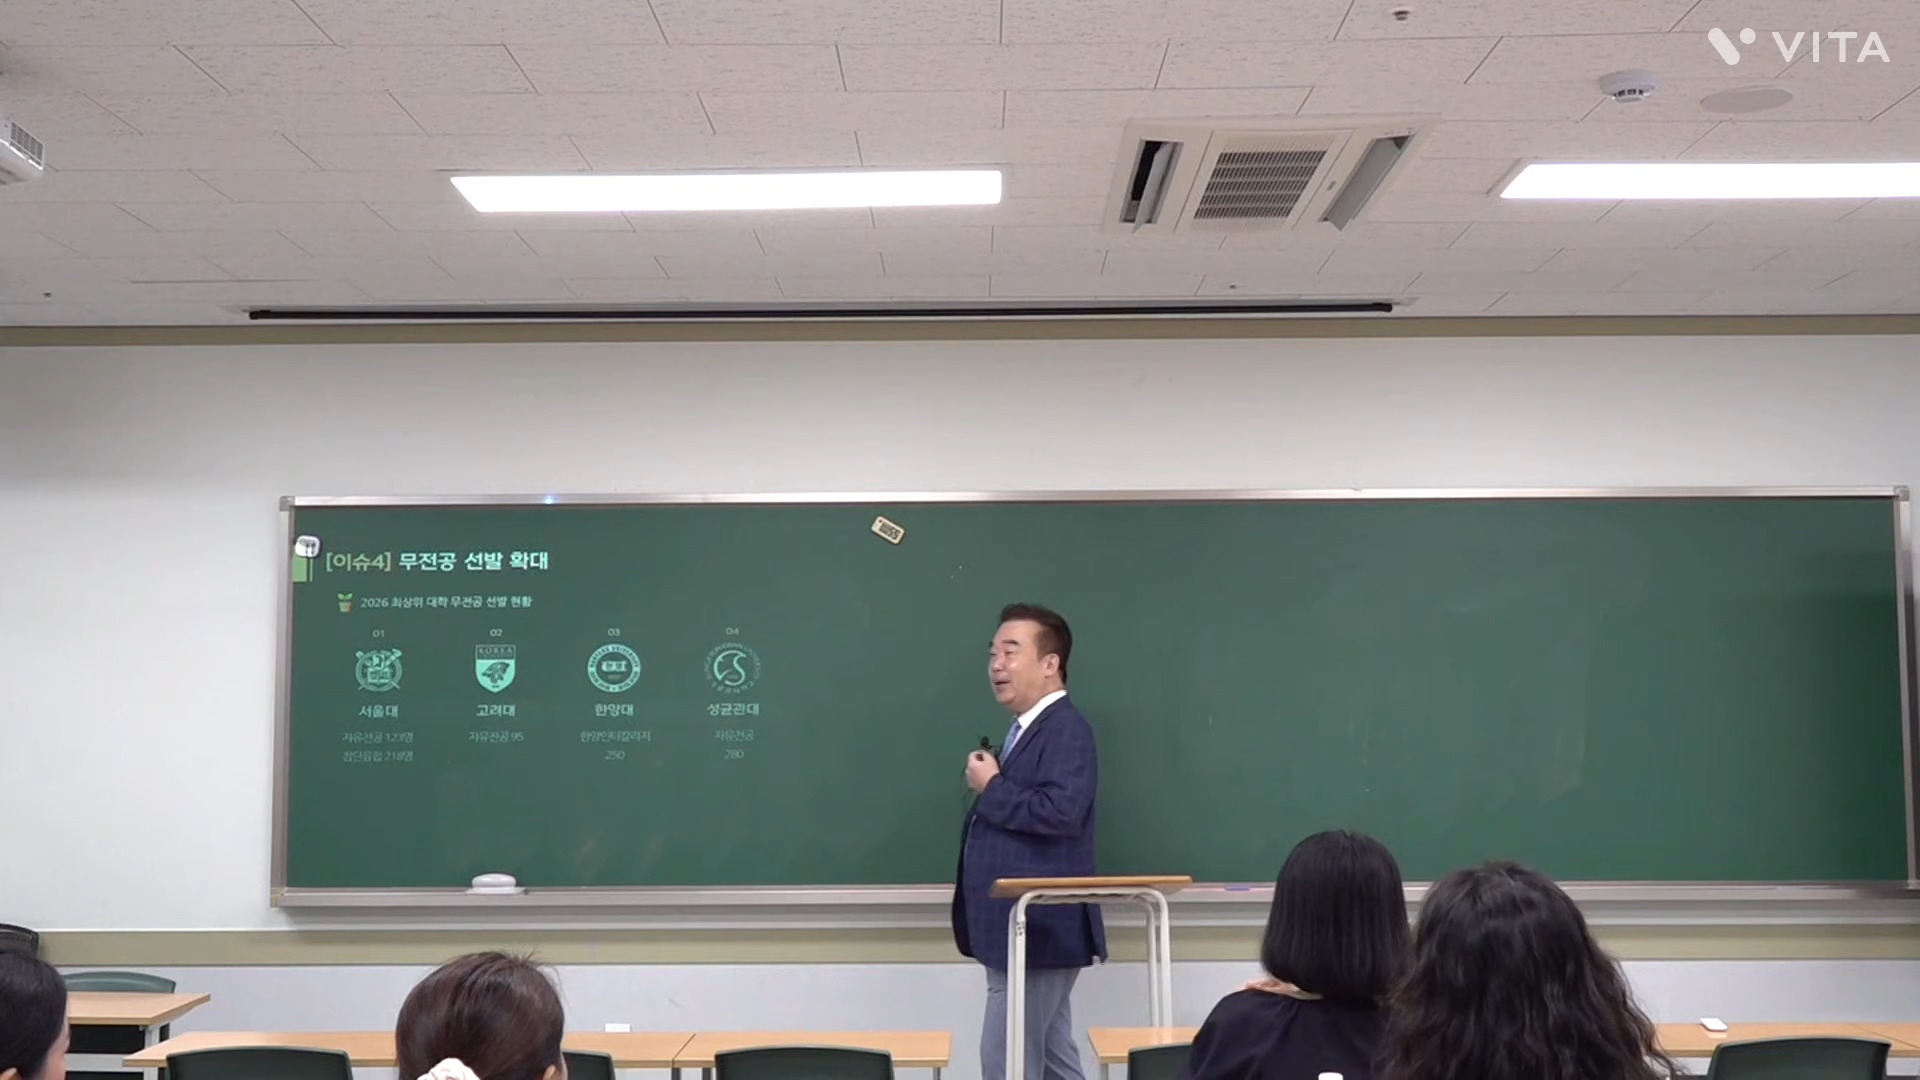 VITA
[이슈4] 무전공 선발 확대
2026 최상위 대학 무전공 선발 현황
01 02 03 04
KOREA
서울대 고려대 한양대 성균관대
자유전공 123명 자유전공 95 한양인터칼리지 자유전공
첨단융합 218명 250 280